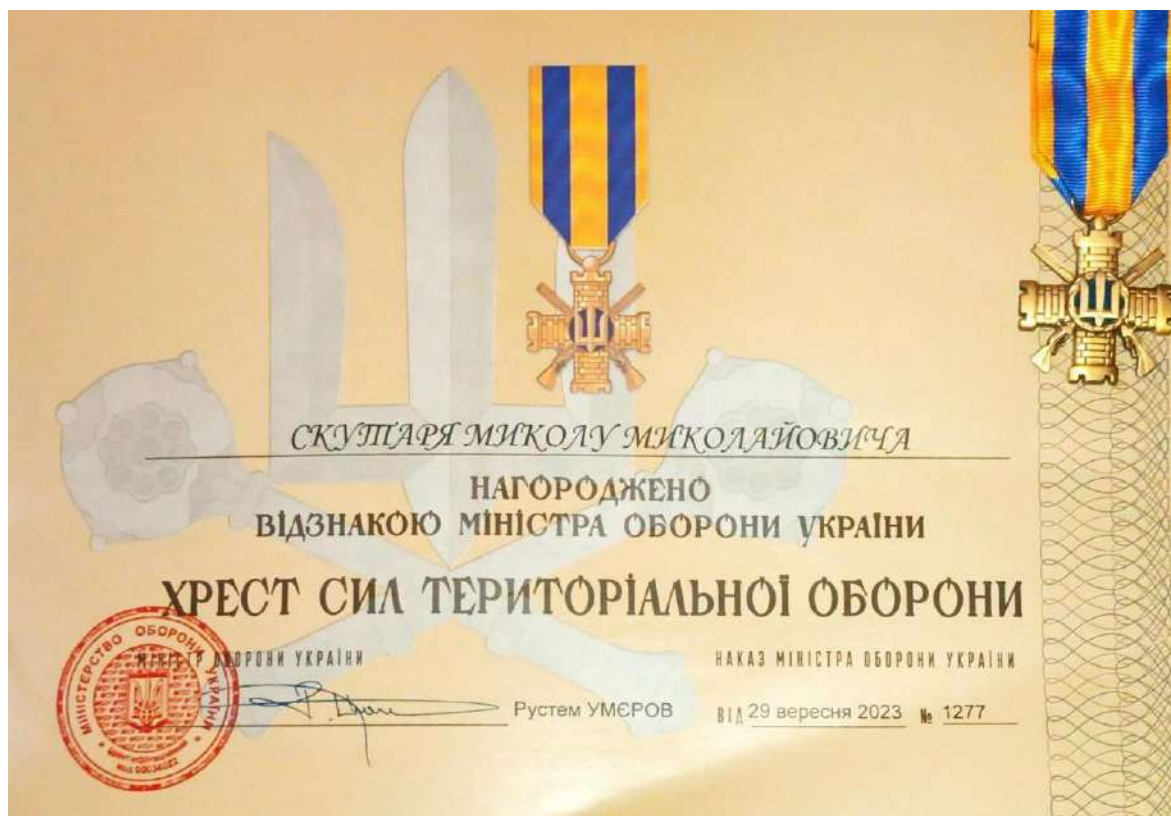 СКУТАРЯ МИКОЛУ МИКОЛАЙОВИЧА
НАГОРОДЖЕНО
ВІДЗНАКОЮ МІНІСТРА ОБОРОНИ УКРАЇНИ
ХРЕСТ СИЛ ТЕРИТОРІАЛЬНОЇ ОБОРОНИ
МІНІСТР ОБОРОНИ УКРАЇНИ
НАКАЗ МІНІСТРА ОБОРОНИ УКРАЇНИ
Рустем УМЄРОВ
ВІД 29 вересня 2023 № 1277
МІНІСТЕРСТВО ОБОРОНИ УКРАЇНИ